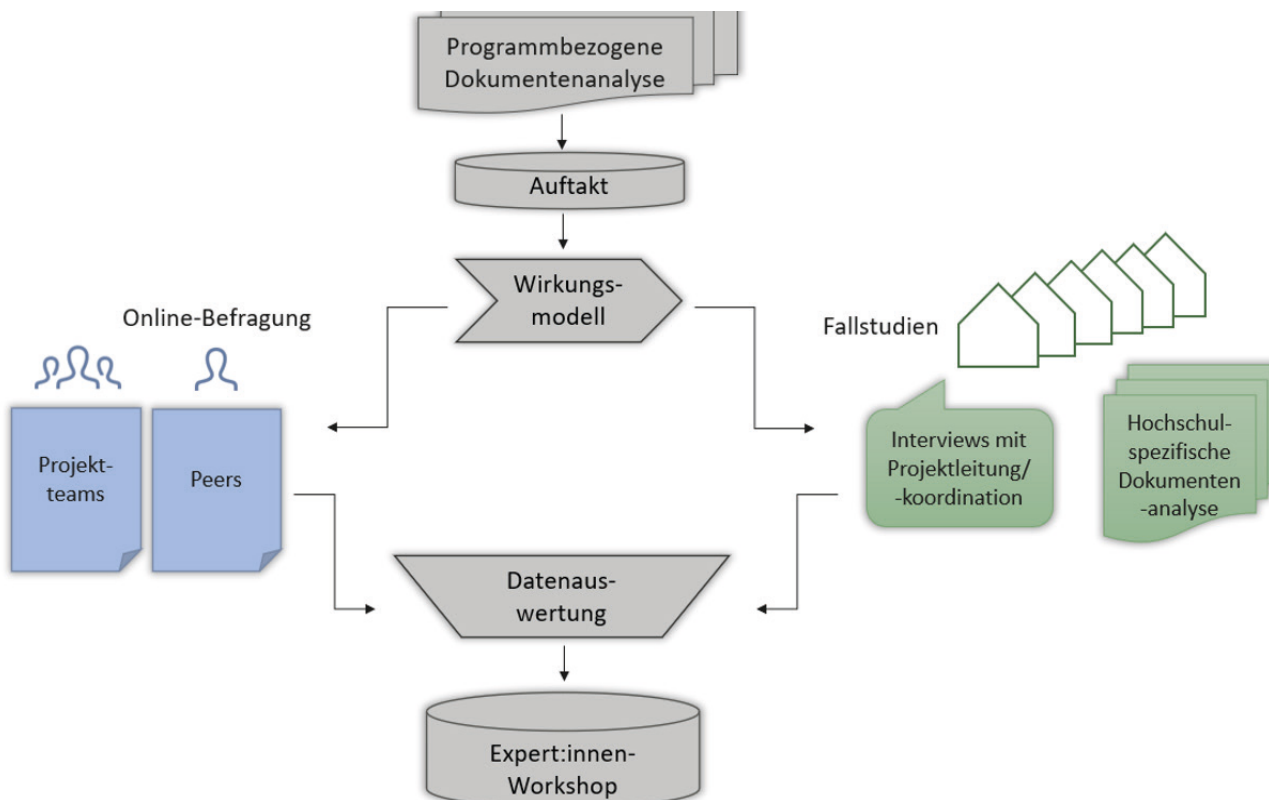 Programmbezogene
Dokumentenanalyse
Auftakt
Wirkungs-
modell
Online-Befragung
Projekt-
teams
Peers
Fallstudien
Interviews mit
Projektleitung/
-koordination
Hochschul-
spezifische
Dokumenten
-analyse
Datenaus-
wertung
Expert:innen-
Workshop